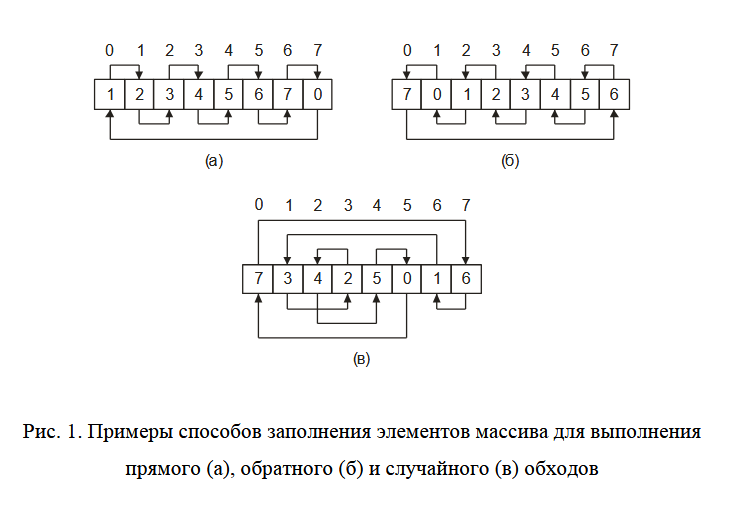 0 1 2 3 4 5 6 7
1 2 3 4 5 6 7 0
(а)
0 1 2 3 4 5 6 7
7 0 1 2 3 4 5 6
(б)
0 1 2 3 4 5 6 7
7 3 4 2 5 0 1 6
(в)
Рис. 1. Примеры способов заполнения элементов массива для выполнения
прямого (а), обратного (б) и случайного (в) обходов